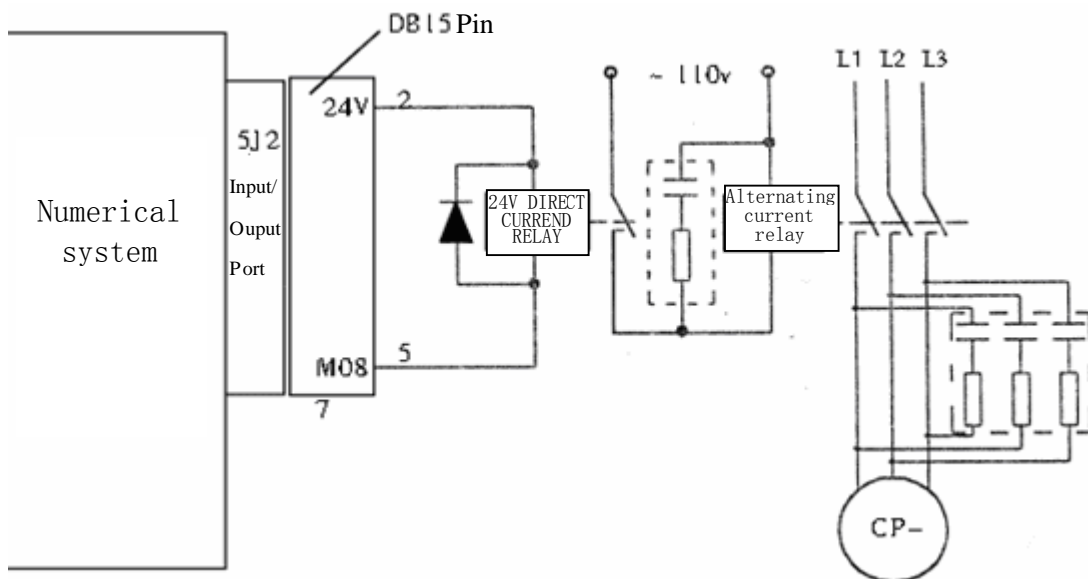 DB15 Pin
~ 110v
L1 L2 L3
24V
2
5J2
Input/
Ouput
Port
Numerical
system
24V DIRECT
CURREND
RELAY
Alternating
current
relay
M08
5
7
CP-